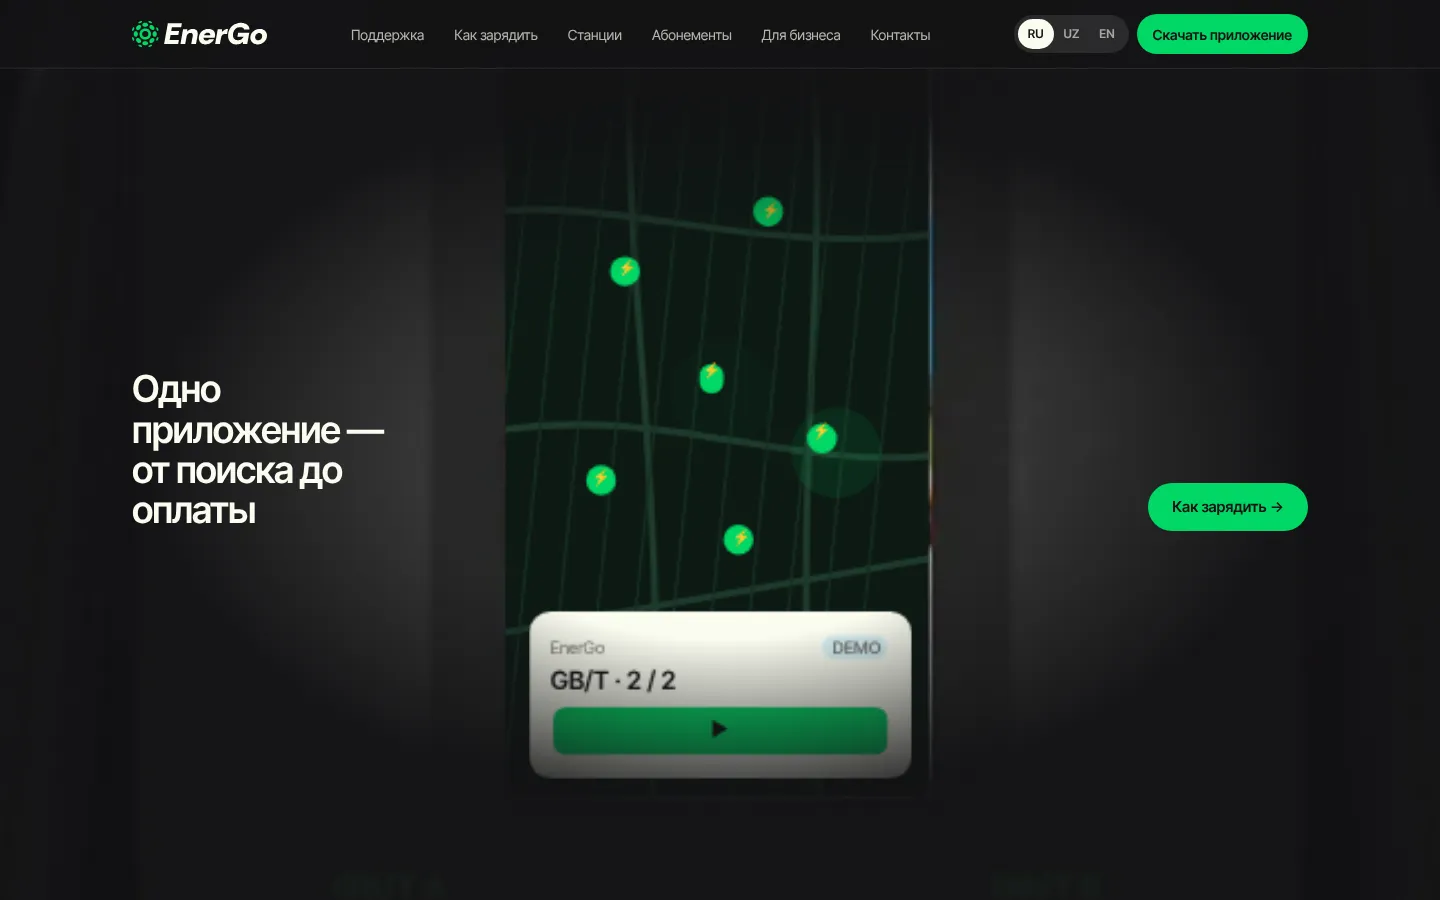 EnerGo
Поддержка
Как зарядить
Станции
Абонементы
Для бизнеса
Контакты
RU
UZ
EN
Скачать приложение
Одно
приложение —
от поиска до
оплаты
EnerGo
DEMO
GB/T · 2 / 2
Как зарядить →